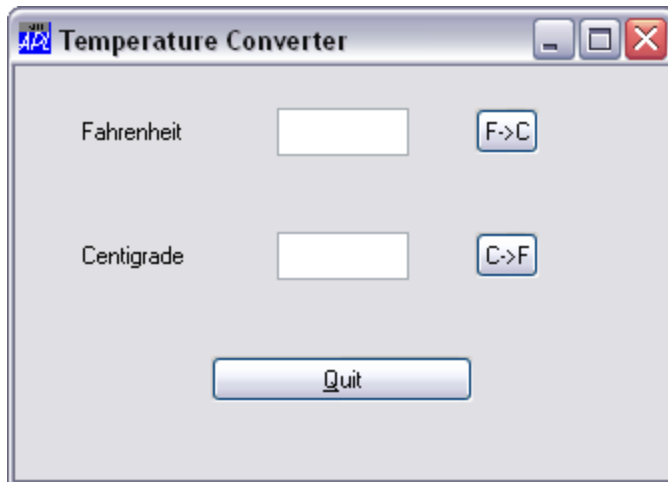 Temperature Converter
Fahrenheit F->C
Centigrade C->F
Quit